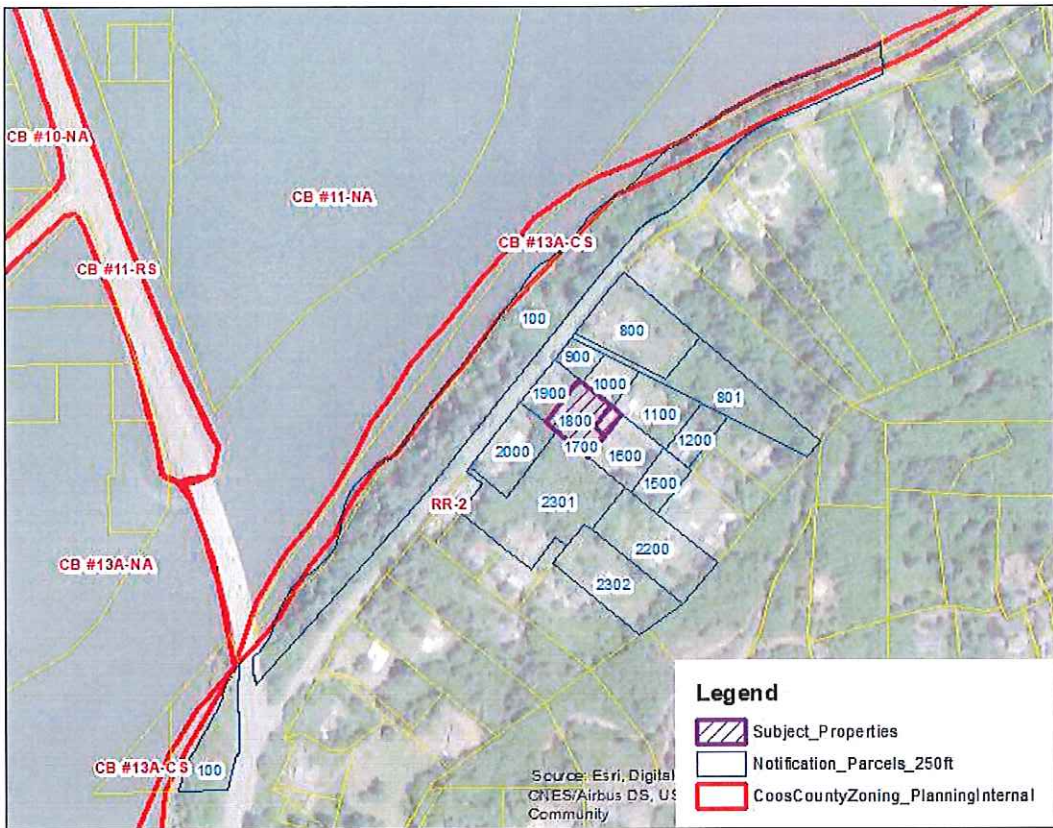 CB #10-NA
CB #11-NA
CB #13A-CS
CB #11-RS
100
800
900
1000
1900
801
1100
1800
1200
1700
1600
2000
1500
RR-2
2301
2200
CB #13A-NA
2302
CB #13A-CS
100
Legend
Subject_Properties
Notification_Parcels_250ft
CoosCountyZoning_PlanningInternal
Source: Esri, Digital
CNES/Airbus DS, US
Community